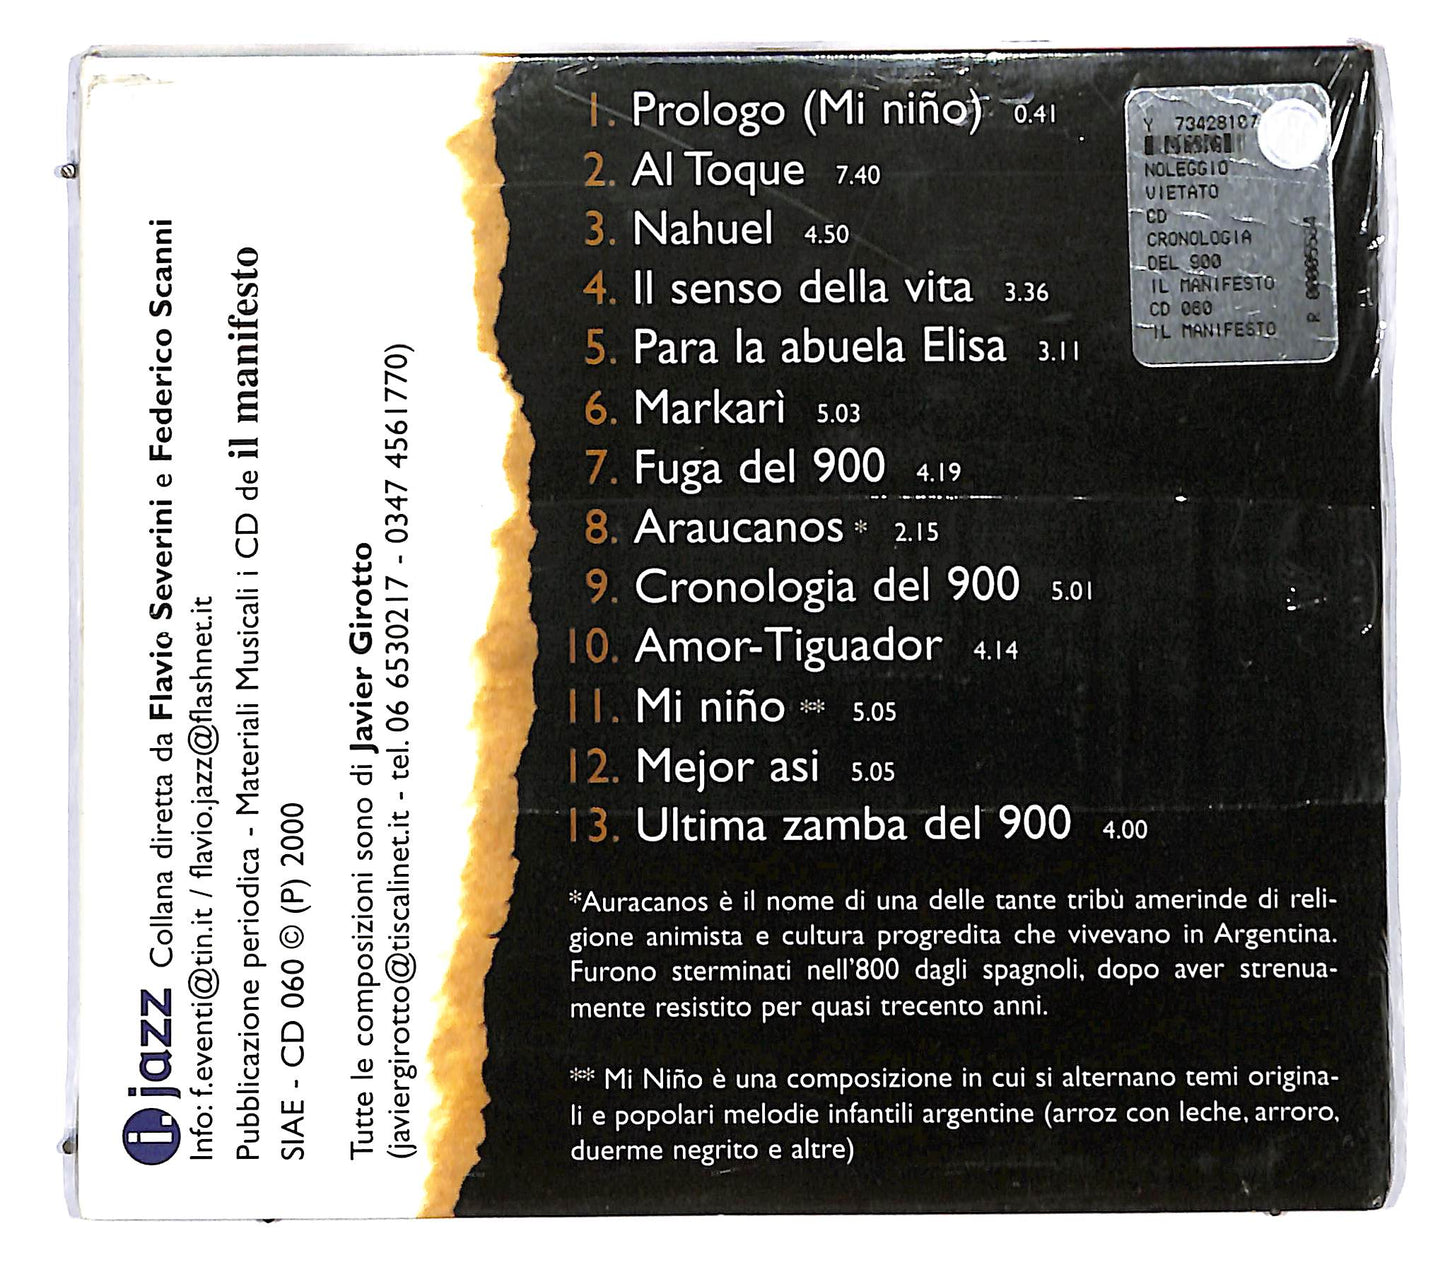 1. Prologo (Mi niño) 0.41
2. Al Toque 7.40
3. Nahuel 4.50
4. Il senso della vita 3.36
5. Para la abuela Elisa 3.11
6. Markarì 5.03
7. Fuga del 900 4.19
8. Araucanos * 2.15
9. Cronologia del 900 5.01
10. Amor-Tiguador 4.14
11. Mi niño ** 5.05
12. Mejor asi 5.05
13. Ultima zamba del 900 4.00
*Auracanos è il nome di una delle tante tribù amerinde di reli-
gione animista e cultura progredita che vivevano in Argentina.
Furono sterminati nell'800 dagli spagnoli, dopo aver strenua-
mente resistito per quasi trecento anni.
** Mi Niño è una composizione in cui si alternano temi origina-
li e popolari melodie infantili argentine (arroz con leche, arroro,
duerme negrito e altre)
i.jazz Collana diretta da Flavio Severini e Federico Scanni
Info: f.eventi@tin.it / flavio.jazz@flashnet.it
Pubblicazione periodica - Materiali Musicali i CD de il manifesto
SIAE - CD 060 © (P) 2000
Tutte le composizioni sono di Javier Girotto
(javiergirotto@tiscalinet.it - tel. 06 6530217 - 0347 4561770)
Y 73428107
NOLEGGIO
VIETATO
CD
CRONOLOGIA
DEL 900
IL MANIFESTO
CD 060
IL MANIFESTO